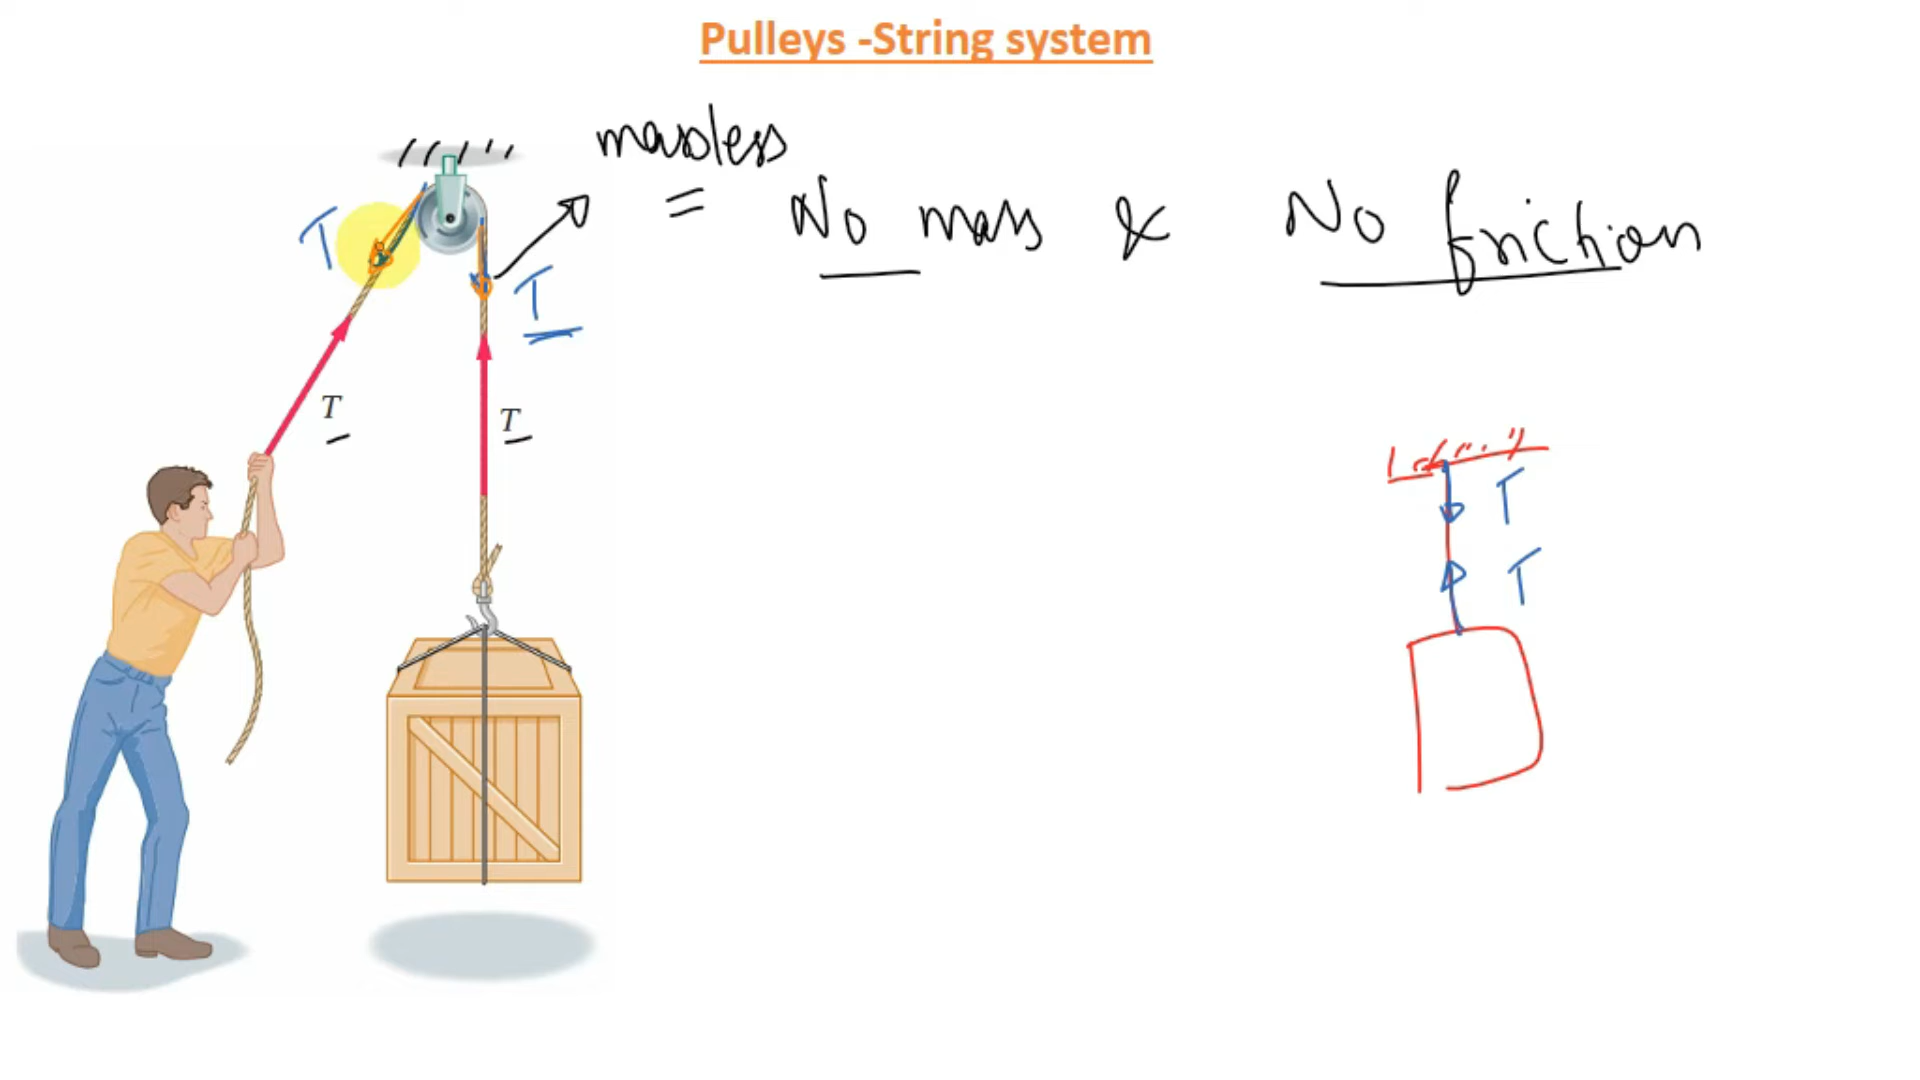 Pulleys -String system
massless
= No mass & No friction
T
T
T
T
T
T